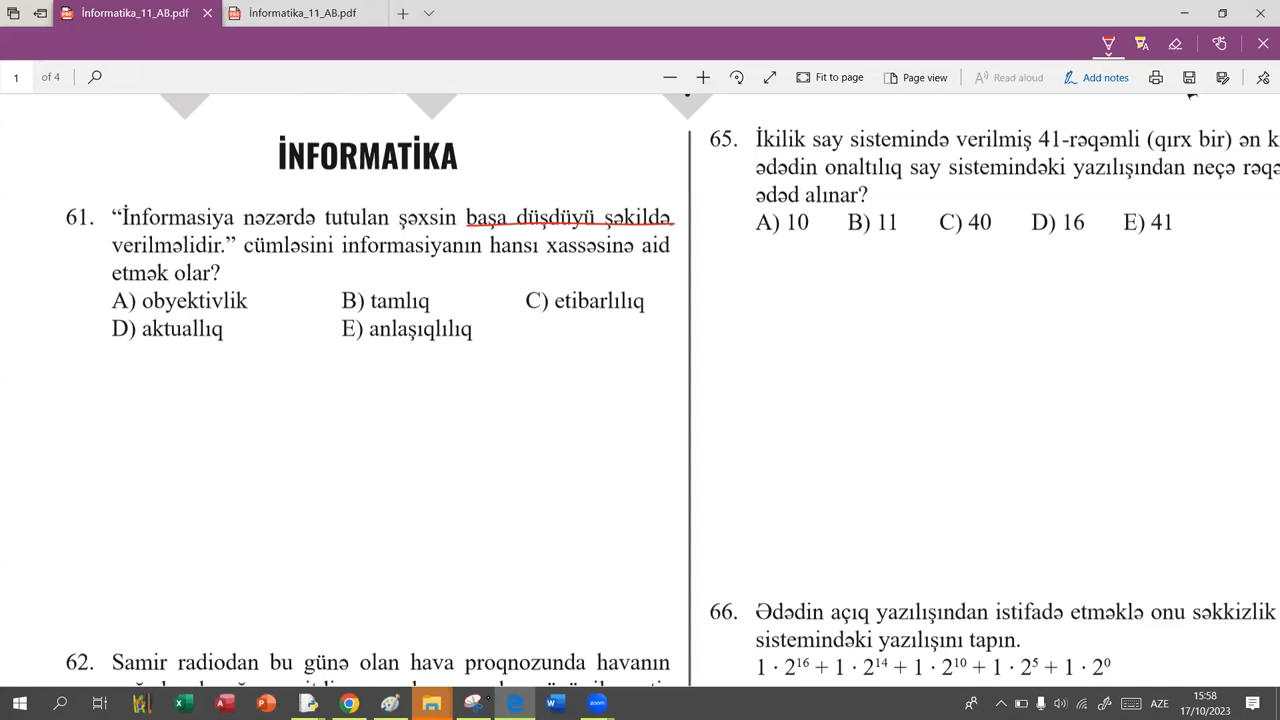 İnformatika_11_AB.pdf
İnformatika_11_AB.pdf
1 of 4
Fit to page
Page view
Read aloud
Add notes
İNFORMATİKA
61. “İnformasiya nəzərdə tutulan şəxsin başa düşdüyü şəkildə
verilməlidir.” cümləsini informasiyanın hansı xassəsinə aid
etmək olar?
A) obyektivlik B) tamlıq C) etibarlılıq
D) aktuallıq E) anlaşıqlılıq
62. Samir radiodan bu günə olan hava proqnozunda havanın
65. İkilik say sistemində verilmiş 41-rəqəmli (qırx bir) ən k
ədədin onaltılıq say sistemindəki yazılışından neçə rəqə
ədəd alınar?
A) 10 B) 11 C) 40 D) 16 E) 41
66. Ədədin açıq yazılışından istifadə etməklə onu səkkizlik
sistemindəki yazılışını tapın.
1 · 2¹⁶ + 1 · 2¹⁴ + 1 · 2¹⁰ + 1 · 2⁵ + 1 · 2⁰
zoom
AZE
15:58
17/10/2023